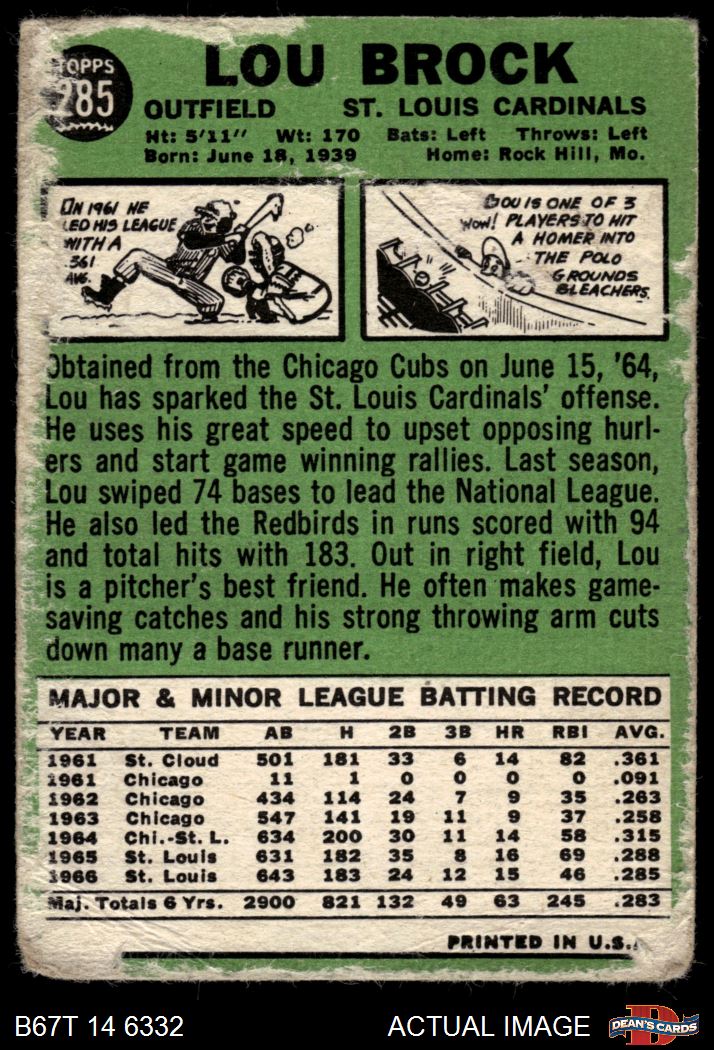 TOPPS
285
LOU BROCK
OUTFIELD ST. LOUIS CARDINALS
Ht: 5'11" Wt: 170 Bats: Left Throws: Left
Born: June 18, 1939 Home: Rock Hill, Mo.
ON 1961 HE
LED HIS LEAGUE
WITH A
.361
AVG.
LOU IS ONE OF 3
WOW! PLAYERS TO HIT
A HOMER INTO
THE POLO
GROUNDS
BLEACHERS.
Obtained from the Chicago Cubs on June 15, '64,
Lou has sparked the St. Louis Cardinals' offense.
He uses his great speed to upset opposing hurl-
ers and start game winning rallies. Last season,
Lou swiped 74 bases to lead the National League.
He also led the Redbirds in runs scored with 94
and total hits with 183. Out in right field, Lou
is a pitcher's best friend. He often makes game-
saving catches and his strong throwing arm cuts
down many a base runner.
MAJOR & MINOR LEAGUE BATTING RECORD
YEAR TEAM AB H 2B 3B HR RBI AVG.
1961 St. Cloud 501 181 33 6 14 82 .361
1961 Chicago 11 1 0 0 0 0 .091
1962 Chicago 434 114 24 7 9 35 .263
1963 Chicago 547 141 19 11 9 37 .258
1964 Chi.-St. L. 634 200 30 11 14 58 .315
1965 St. Louis 631 182 35 8 16 69 .288
1966 St. Louis 643 183 24 12 15 46 .285
Maj. Totals 6 Yrs. 2900 821 132 49 63 245 .283
PRINTED IN U.S.
B67T 14 6332 ACTUAL IMAGE
D
DEAN'S CARDS